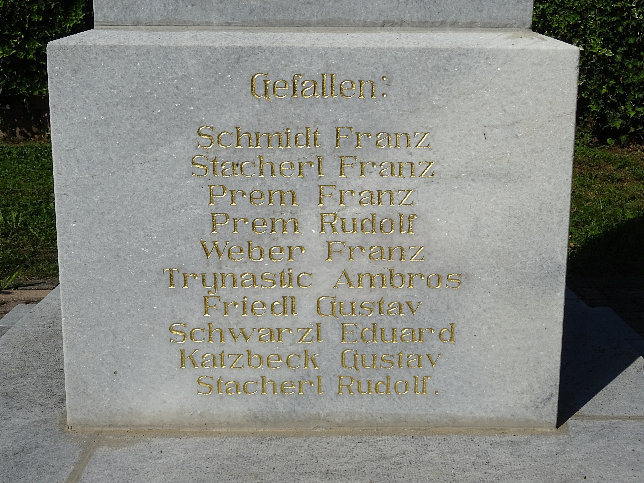 Gefallen:
Schmidt Franz
Stacherl Franz
Prem Franz
Prem Rudolf
Weber Franz
Trynastic Ambros
Friedl Gustav
Schwarzl Eduard
Katzbeck Gustav
Stacherl Rudolf.